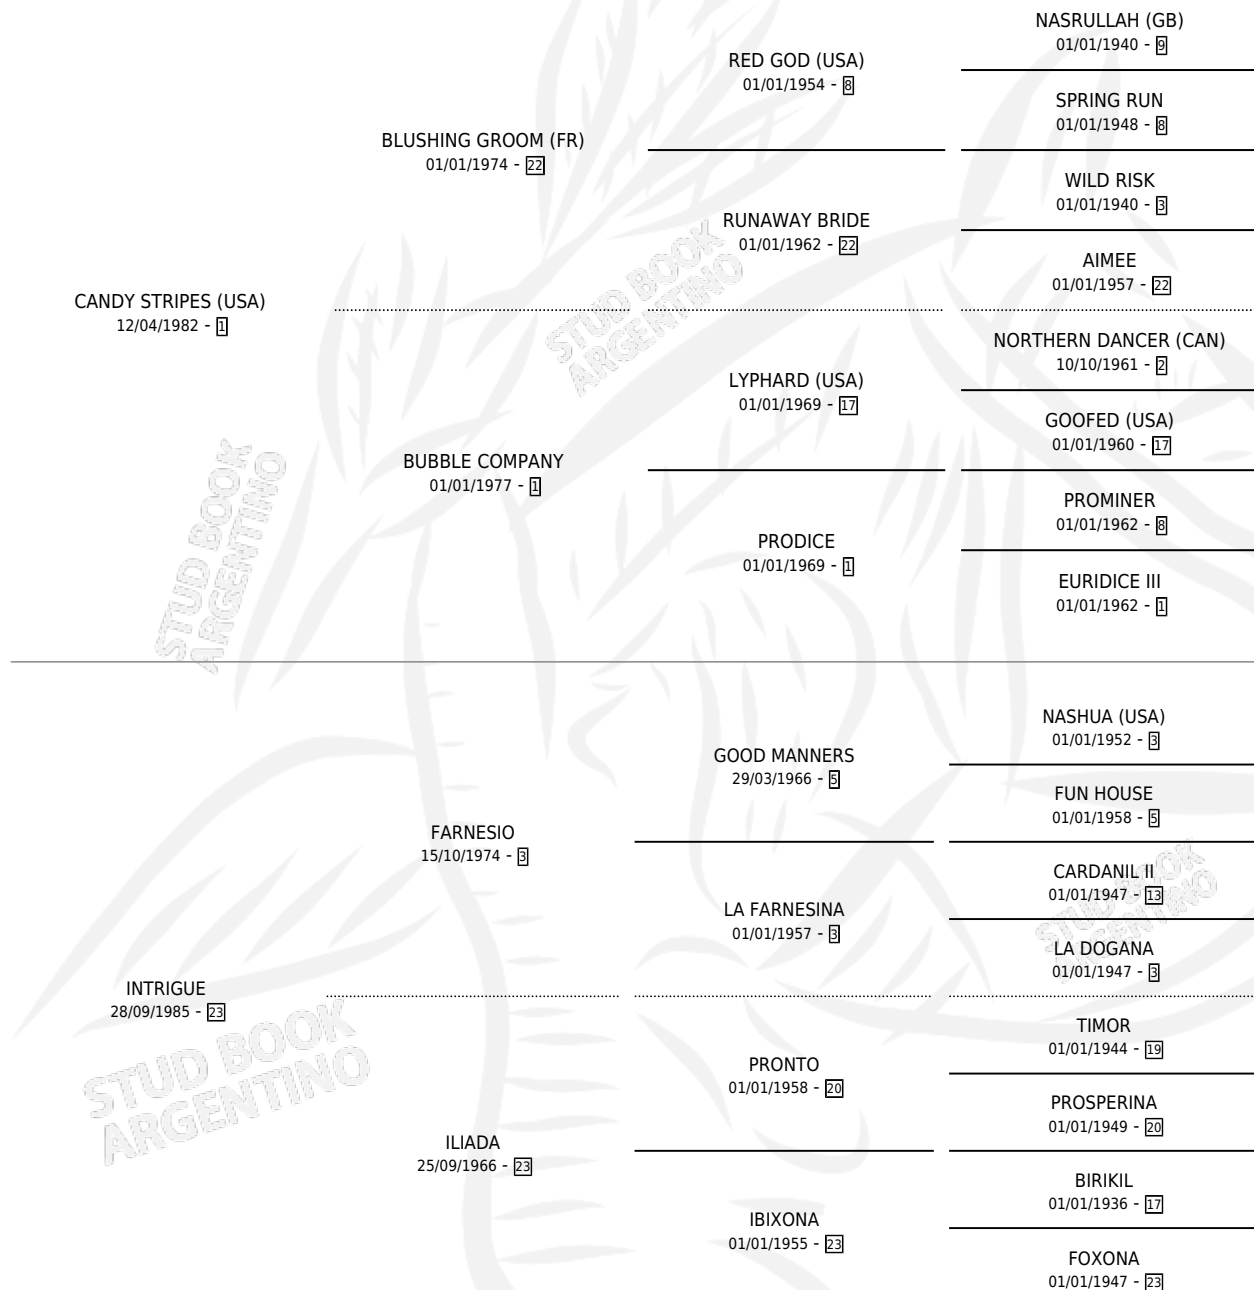 NASRULLAH (GB)
01/01/1940 - 9
RED GOD (USA)
01/01/1954 - 8
SPRING RUN
01/01/1948 - 8
BLUSHING GROOM (FR)
01/01/1974 - 22
WILD RISK
01/01/1940 - 3
RUNAWAY BRIDE
01/01/1962 - 22
AIMEE
01/01/1957 - 22
CANDY STRIPES (USA)
12/04/1982 - 1
NORTHERN DANCER (CAN)
10/10/1961 - 2
LYPHARD (USA)
01/01/1969 - 17
GOOFED (USA)
01/01/1960 - 17
BUBBLE COMPANY
01/01/1977 - 1
PROMINER
01/01/1962 - 8
PRODICE
01/01/1969 - 1
EURIDICE III
01/01/1962 - 1
NASHUA (USA)
01/01/1952 - 3
GOOD MANNERS
29/03/1966 - 5
FUN HOUSE
01/01/1958 - 5
FARNESIO
15/10/1974 - 3
CARDANIL II
01/01/1947 - 13
LA FARNESINA
01/01/1957 - 3
LA DOGANA
01/01/1947 - 3
INTRIGUE
28/09/1985 - 23
TIMOR
01/01/1944 - 19
PRONTO
01/01/1958 - 20
PROSPERINA
01/01/1949 - 20
ILIADA
25/09/1966 - 23
BIRIKIL
01/01/1936 - 17
IBIXONA
01/01/1955 - 23
FOXONA
01/01/1947 - 23
STUD BOOK
ARGENTINO
STUD BOOK
ARGENTINO
STUD BOOK
ARGENTINO
STUD BOOK
ARGENTINO